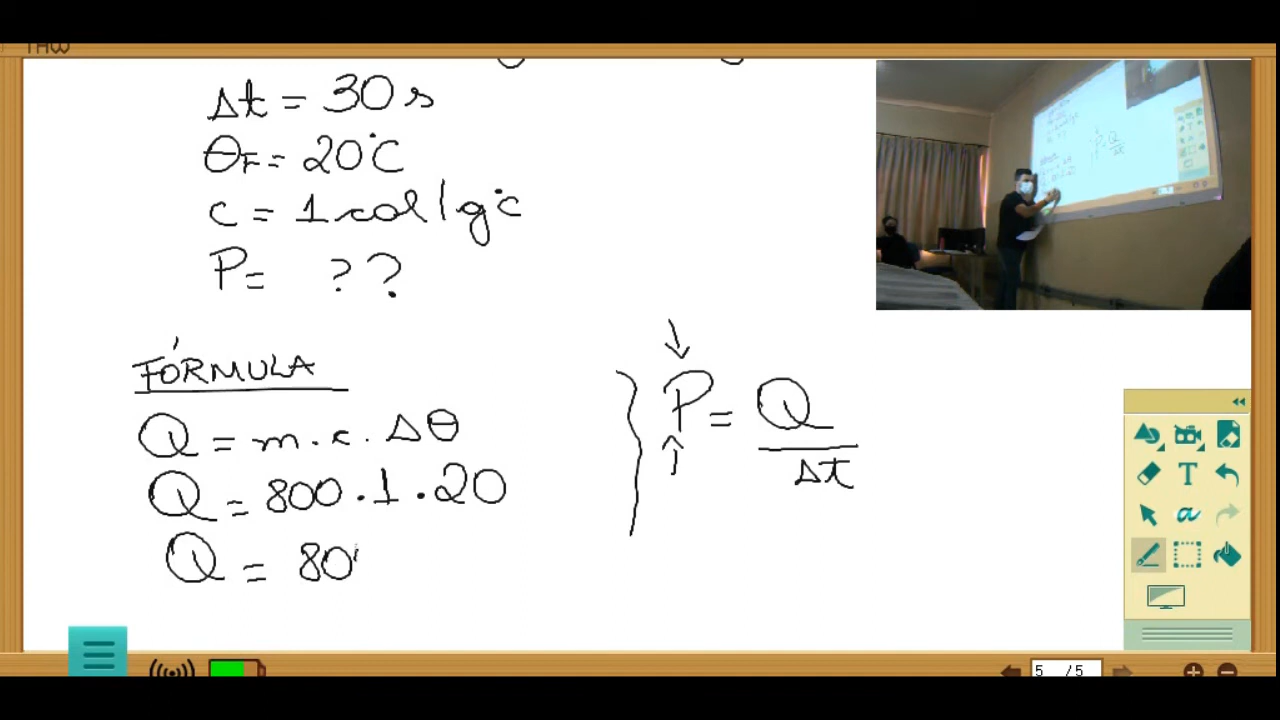 Δt = 30 s
θF = 20°C
c = 1 cal/g°c
P = ??
FÓRMULA
Q = m.c.Δθ
Q = 800.1.20
Q = 80
P = Q
Δt
5 /5